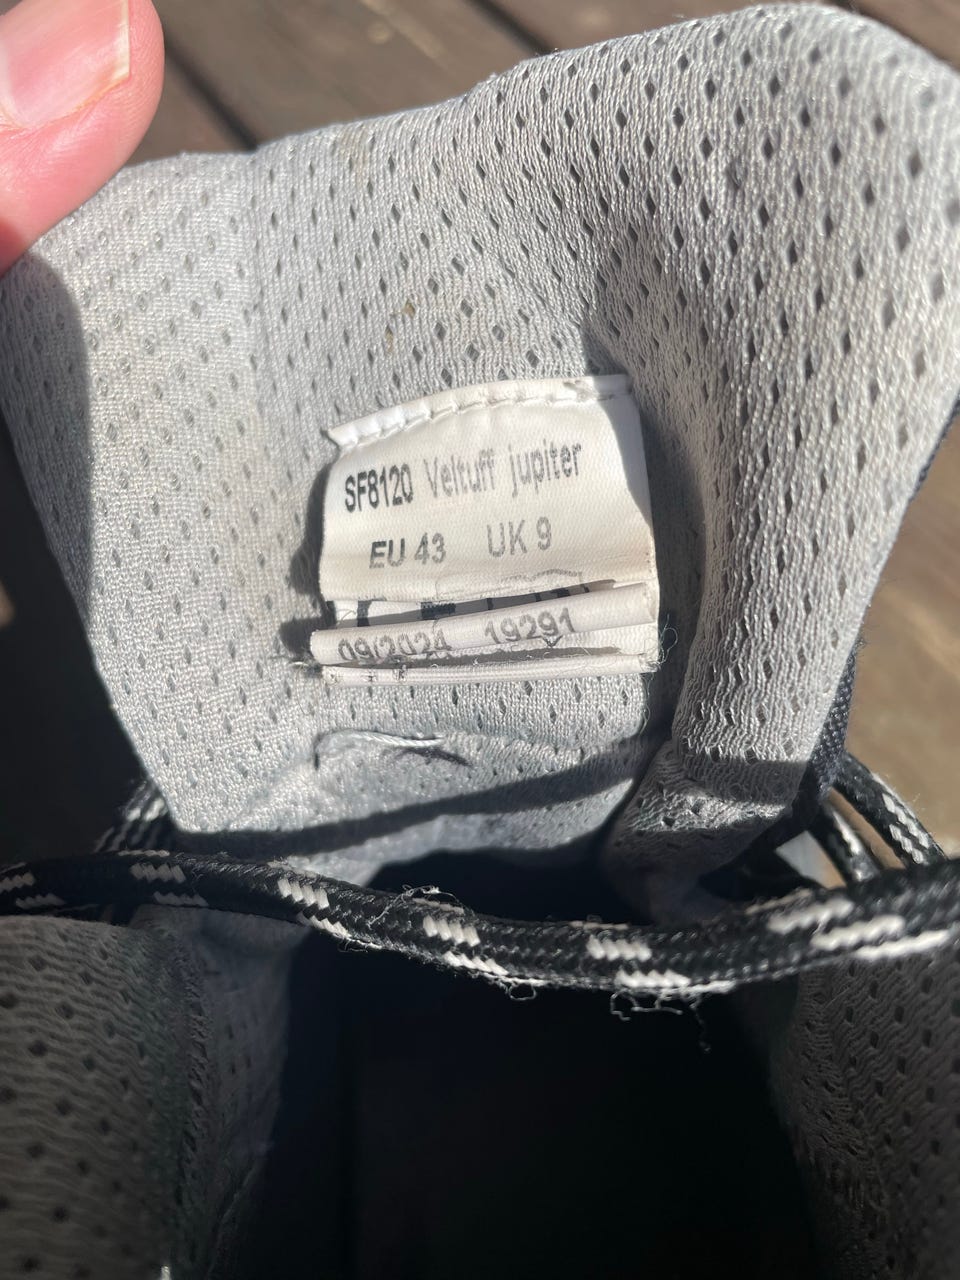 SF8120 Veltuff jupiter
EU 43 UK 9
09/2024 19291